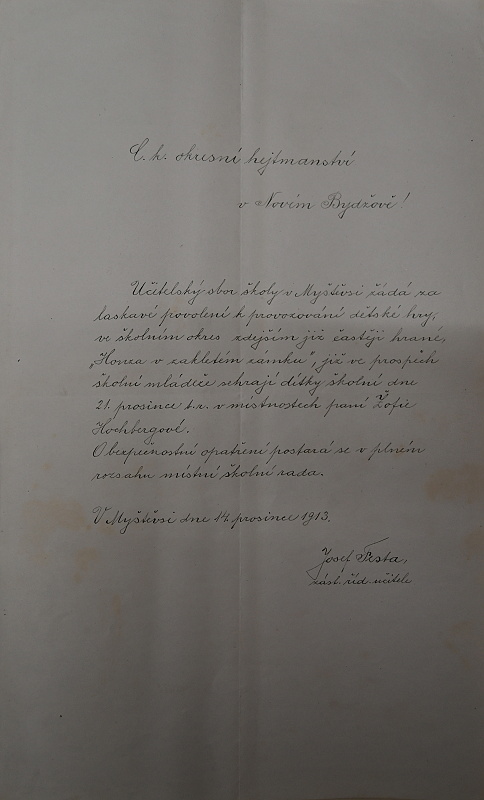 C. k. okresní hejtmanství
v Novém Bydžově!
Učitelský sbor školy v Myštěvsi žádá za
laskavé povolení k provozování dětské hry,
ve školním okres zdejším již častěji hrané,
„Honza v zakletém zámku", již ve prospěch
školní mládeže sehrají dítky školní dne
21. prosince t.r. v místnostech paní Žofie
Hochbergové.
O bezpečnostní opatření postará se v plném
rozsahu místní školní rada.
V Myštěvsi dne 14. prosince 1913.
Josef
zást. říd. učitele